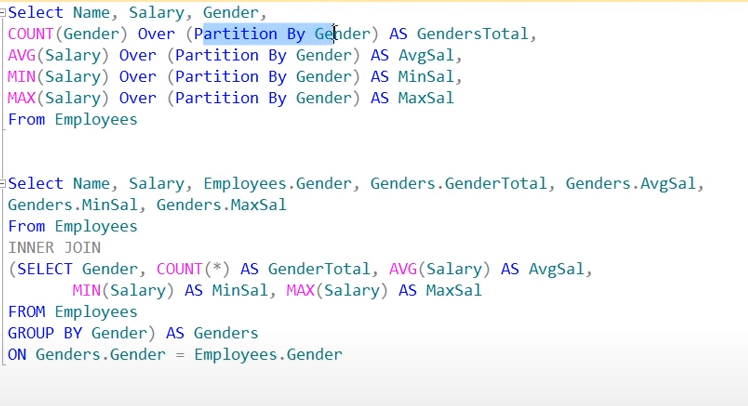 Select Name, Salary, Gender,
COUNT(Gender) Over (Partition By Gender) AS GendersTotal,
AVG(Salary) Over (Partition By Gender) AS AvgSal,
MIN(Salary) Over (Partition By Gender) AS MinSal,
MAX(Salary) Over (Partition By Gender) AS MaxSal
From Employees
Select Name, Salary, Employees.Gender, Genders.GenderTotal, Genders.AvgSal,
Genders.MinSal, Genders.MaxSal
From Employees
INNER JOIN
(SELECT Gender, COUNT(*) AS GenderTotal, AVG(Salary) AS AvgSal,
MIN(Salary) AS MinSal, MAX(Salary) AS MaxSal
FROM Employees
GROUP BY Gender) AS Genders
ON Genders.Gender = Employees.Gender